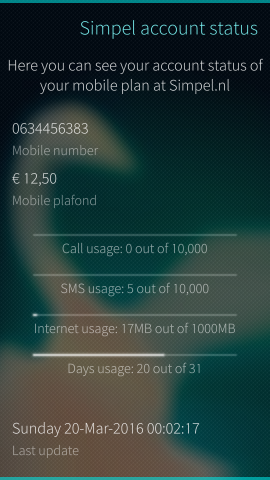 Simpel account status
Here you can see your account status of
your mobile plan at Simpel.nl
0634456383
Mobile number
€ 12,50
Mobile plafond
Call usage: 0 out of 10,000
SMS usage: 5 out of 10,000
Internet usage: 17MB out of 1000MB
Days usage: 20 out of 31
Sunday 20-Mar-2016 00:02:17
Last update